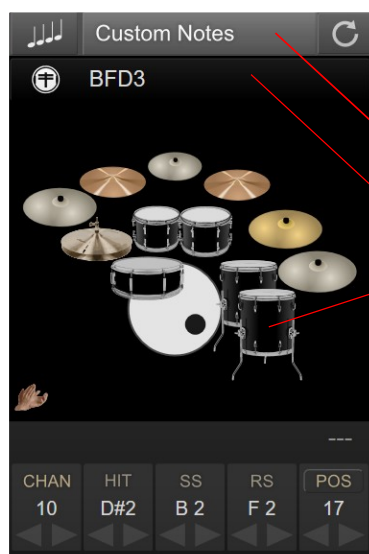 Custom Notes
BFD3
---
CHAN HIT SS RS POS
10 D#2 B 2 F 2 17